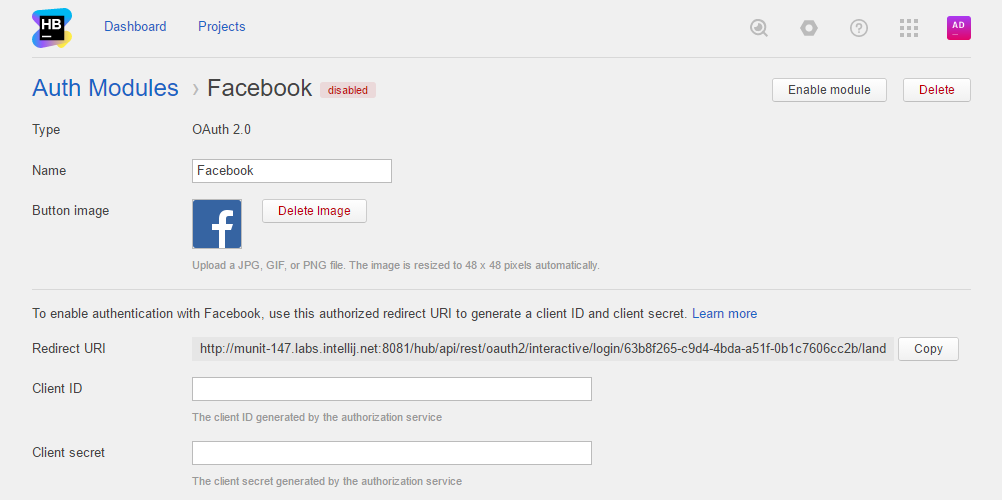 HB Dashboard Projects AD
Auth Modules › Facebook disabled Enable module Delete
Type OAuth 2.0
Name Facebook
Button image Delete Image
Upload a JPG, GIF, or PNG file. The image is resized to 48 x 48 pixels automatically.
To enable authentication with Facebook, use this authorized redirect URI to generate a client ID and client secret. Learn more
Redirect URI http://munit-147.labs.intellij.net:8081/hub/api/rest/oauth2/interactive/login/63b8f265-c9d4-4bda-a51f-0b1c7606cc2b/land Copy
Client ID
The client ID generated by the authorization service
Client secret
The client secret generated by the authorization service